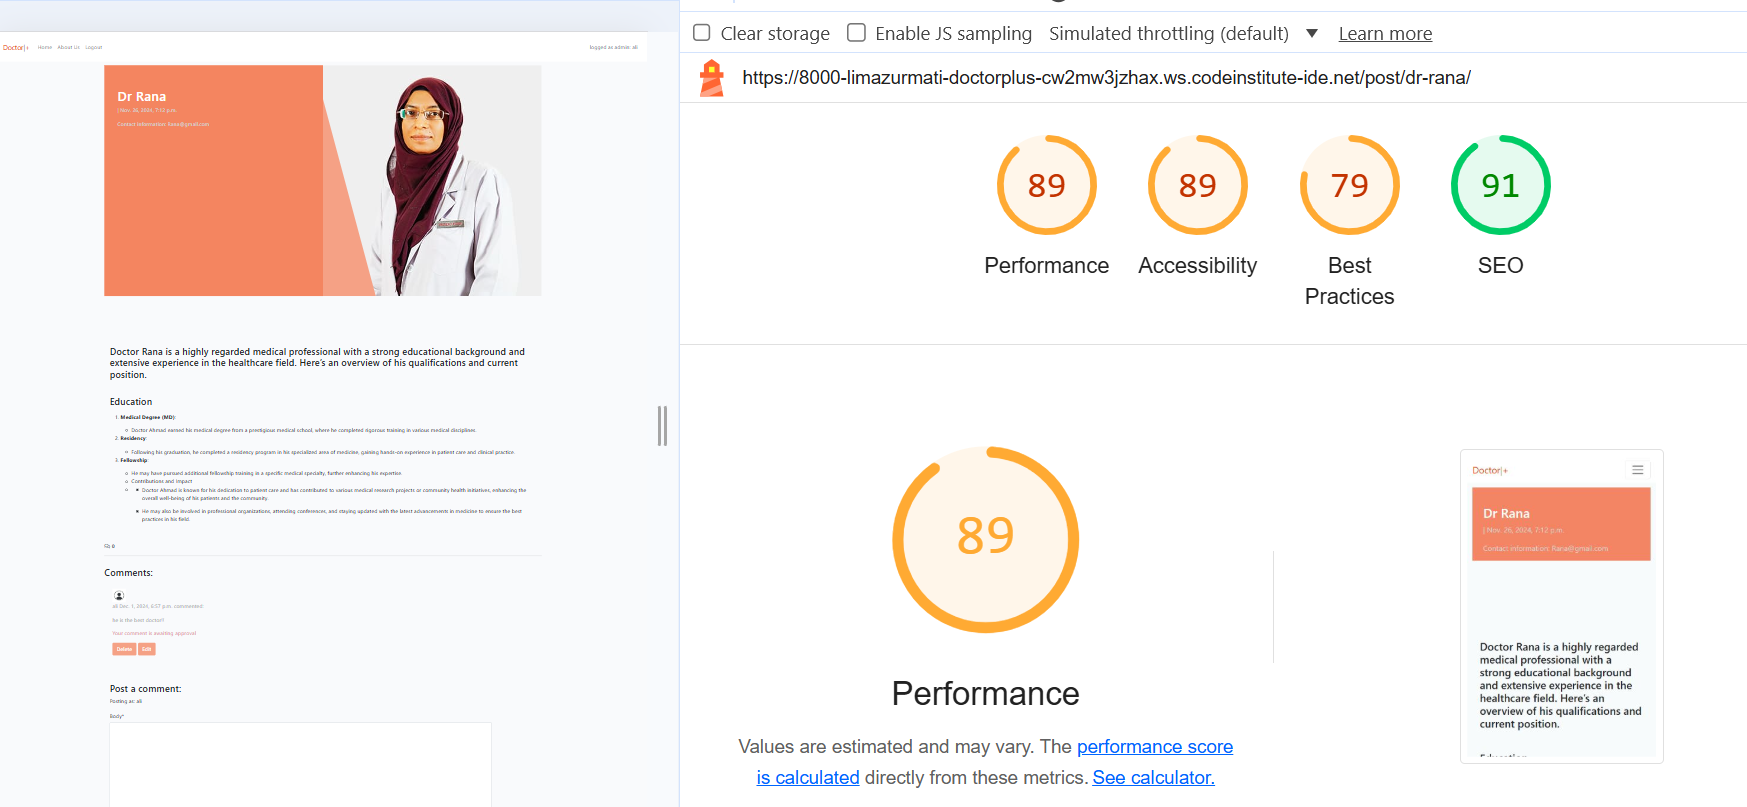 Doctor|+ Home About Us Logout logged as admin: ali
Dr Rana
| Nov. 26, 2024, 7:12 p.m.
Contact information: Rana@gmail.com
Doctor Rana is a highly regarded medical professional with a strong educational background and
extensive experience in the healthcare field. Here's an overview of his qualifications and current
position.
Education
1. Medical Degree (MD):
Doctor Ahmad earned his medical degree from a prestigious medical school, where he completed rigorous training in various medical disciplines.
2. Residency:
Following his graduation, he completed a residency program in his specialized area of medicine, gaining hands-on experience in patient care and clinical practice.
3. Fellowship:
He may have pursued additional fellowship training in a specific medical specialty, further enhancing his expertise.
Contributions and Impact
Doctor Ahmad is known for his dedication to patient care and has contributed to various medical research projects or community health initiatives, enhancing the
overall well-being of his patients and the community.
He may also be involved in professional organizations, attending conferences, and staying updated with the latest advancements in medicine to ensure the best
practices in his field.
0
Comments:
ali Dec. 1, 2024, 6:57 p.m. commented:
he is the best doctor!!
Your comment is awaiting approval
Delete Edit
Post a comment:
Posting as: ali
Body*
Clear storage Enable JS sampling Simulated throttling (default) ▼ Learn more
https://8000-limazurmati-doctorplus-cw2mw3jzhax.ws.codeinstitute-ide.net/post/dr-rana/
89 89 79 91
Performance Accessibility Best Practices SEO
89
Performance
Values are estimated and may vary. The performance score
is calculated directly from these metrics. See calculator.
Doctor|+
Dr Rana
| Nov. 26, 2024, 7:12 p.m.
Contact information: Rana@gmail.com
Doctor Rana is a highly regarded
medical professional with a
strong educational background
and extensive experience in the
healthcare field. Here's an
overview of his qualifications and
current position.
Education